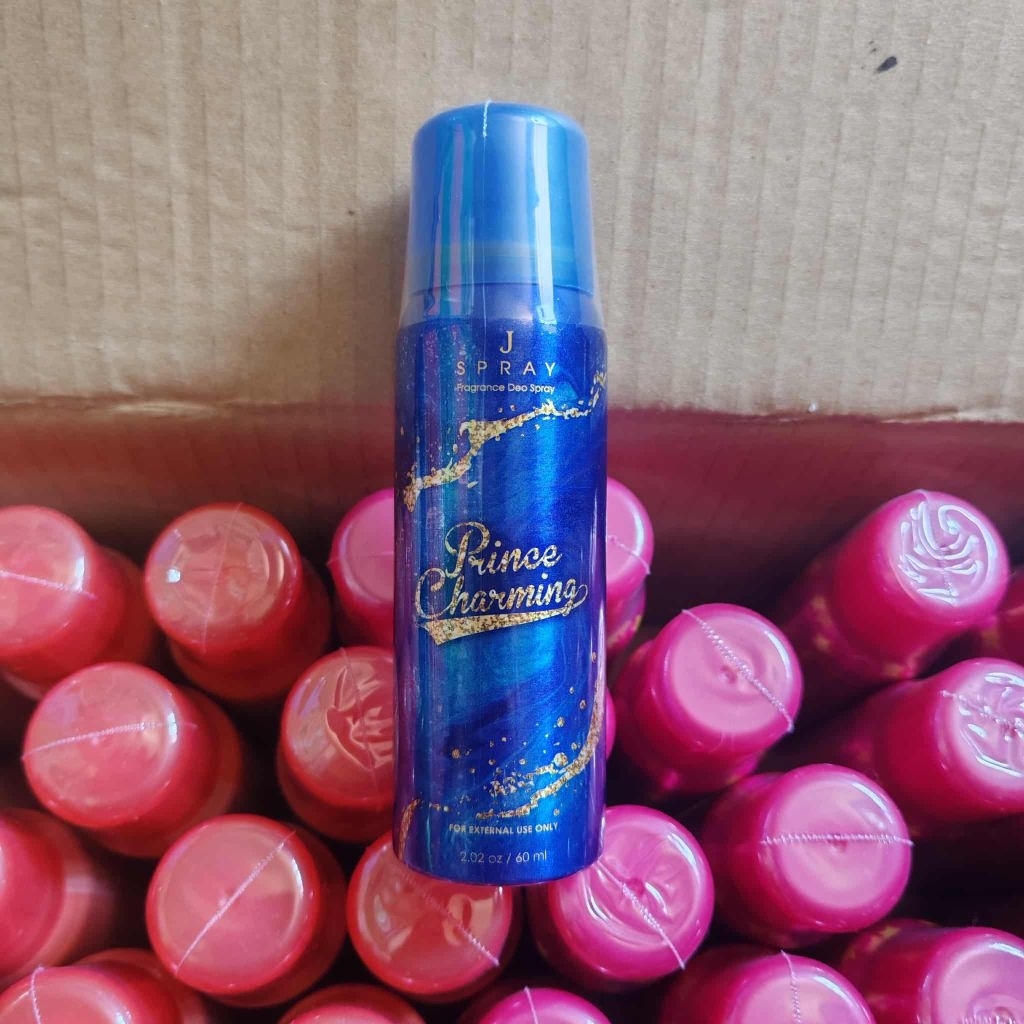 J
SPRAY
Fragrance Deo Spray
Prince
Charming
FOR EXTERNAL USE ONLY
2.02 oz / 60 ml